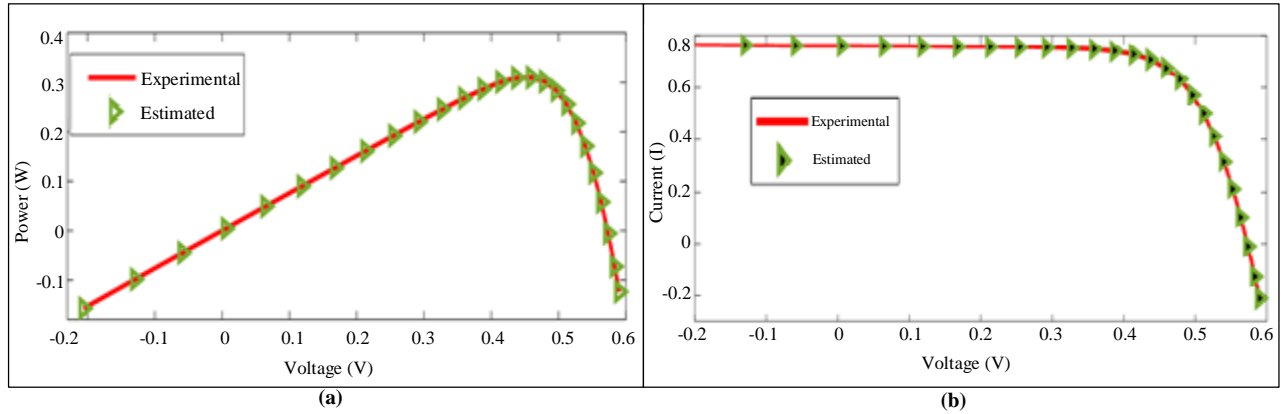 0.4
0.3
0.2
0.1
0
-0.1
Power (W)
Experimental
Estimated
-0.2 -0.1 0 0.1 0.2 0.3 0.4 0.5 0.6
Voltage (V)
(a)
0.8
0.6
0.4
0.2
0
-0.2
Current (I)
Experimental
Estimated
-0.2 -0.1 0 0.1 0.2 0.3 0.4 0.5 0.6
Voltage (V)
(b)